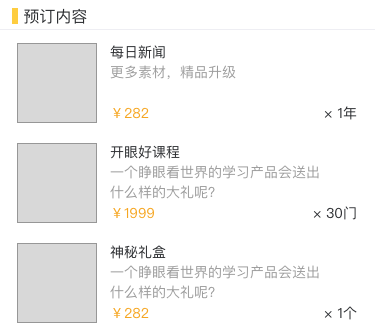 预订内容
每日新闻
更多素材，精品升级
￥282 × 1年
开眼好课程
一个睁眼看世界的学习产品会送出
什么样的大礼呢？
￥1999 × 30门
神秘礼盒
一个睁眼看世界的学习产品会送出
什么样的大礼呢？
￥282 × 1个